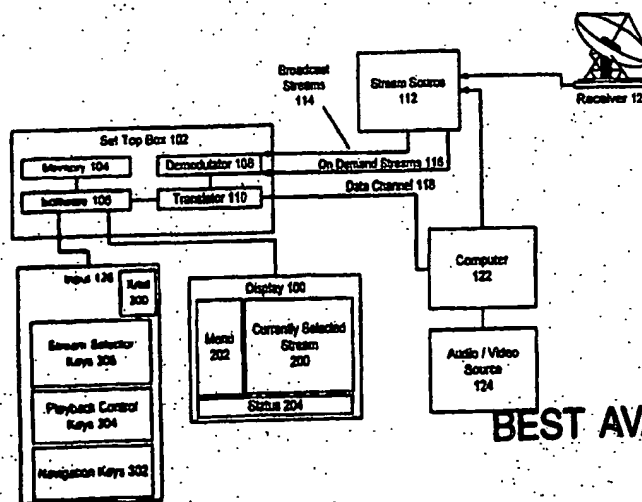 Broadcast
Streams
114
Stream Source
112
Receiver 12
Set Top Box 102
Memory 104
Demodulator 108
On Demand Streams 116
Software 106
Translator 110
Data Channel 118
Input 126
300
Display 100
Computer
122
Stream Selector
Keys 306
Menu
202
Currently Selected
Stream
200
Audio / Video
Source
124
Playback Control
Keys 304
Status 204
BEST AV
Navigation Keys 302